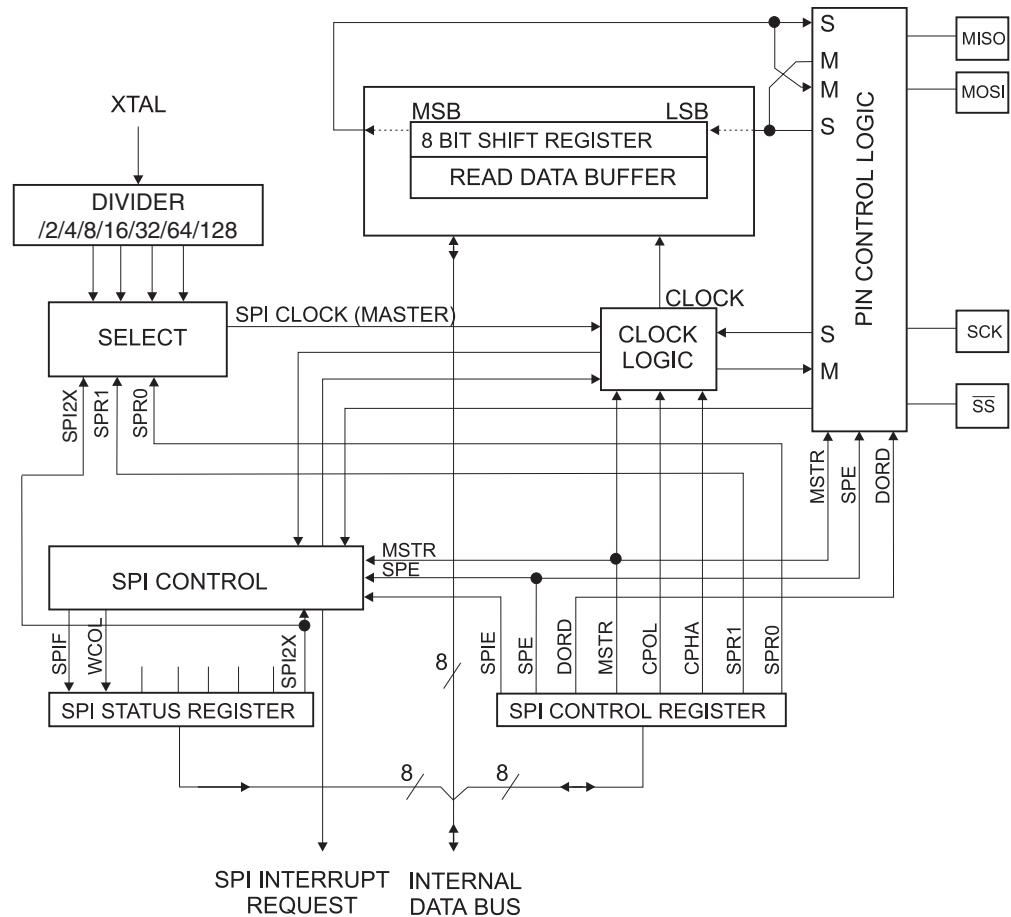 S
MISO
M
MOSI
M
XTAL
MSB
LSB
S
8 BIT SHIFT REGISTER
READ DATA BUFFER
PIN CONTROL LOGIC
DIVIDER
/2/4/8/16/32/64/128
SPI CLOCK (MASTER)
CLOCK
SELECT
CLOCK
LOGIC
S
SCK
M
SPI2X
SPR1
SPR0
SS
MSTR
SPE
DORD
MSTR
SPE
SPI CONTROL
SPIF
WCOL
SPI2X
8
SPIE
SPE
DORD
MSTR
CPOL
CPHA
SPR1
SPR0
SPI STATUS REGISTER
SPI CONTROL REGISTER
8
8
SPI INTERRUPT
REQUEST
INTERNAL
DATA BUS